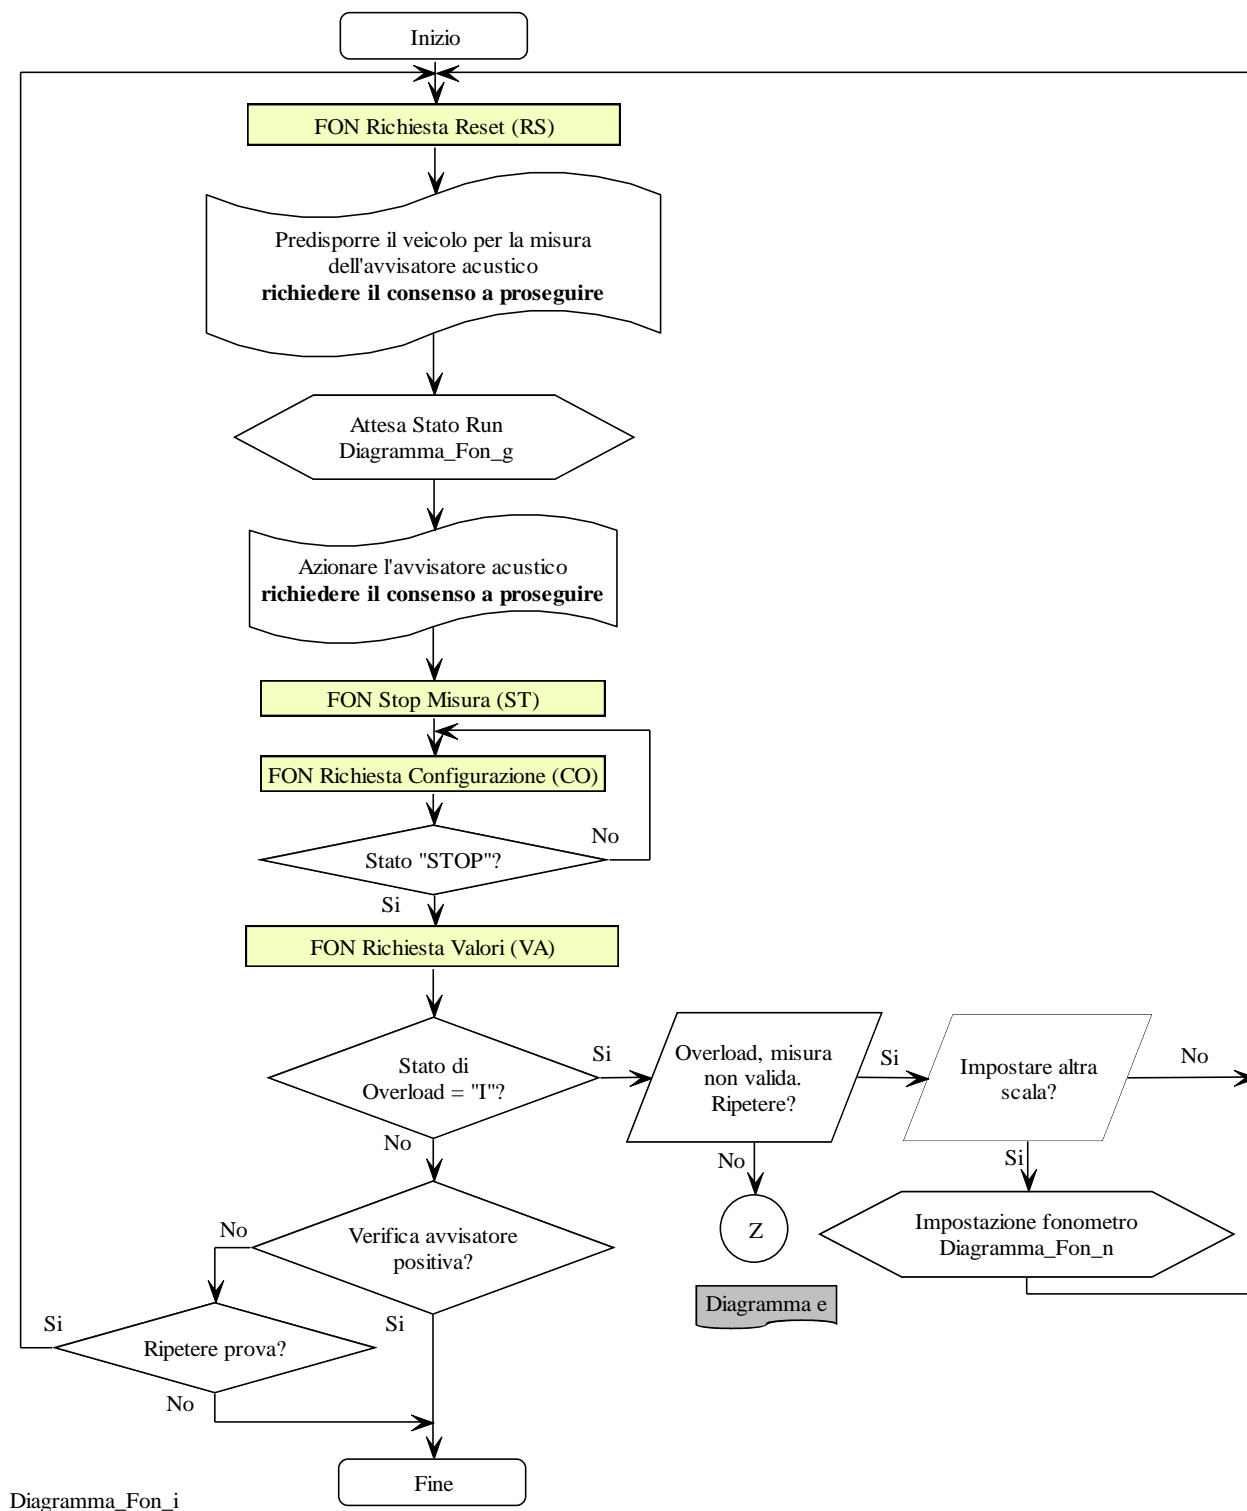 Inizio
FON Richiesta Reset (RS)
Predisporre il veicolo per la misura
dell'avvisatore acustico
richiedere il consenso a proseguire
Attesa Stato Run
Diagramma_Fon_g
Azionare l'avvisatore acustico
richiedere il consenso a proseguire
FON Stop Misura (ST)
FON Richiesta Configurazione (CO)
No
Stato "STOP"?
Si
FON Richiesta Valori (VA)
Stato di
Overload = "I"?
Si
Overload, misura
non valida.
Ripetere?
Si
Impostare altra
scala?
No
No
No
Si
Verifica avvisatore
positiva?
No
Z
Impostazione fonometro
Diagramma_Fon_n
Diagramma e
Si
Si
Ripetere prova?
No
Fine
Diagramma_Fon_i